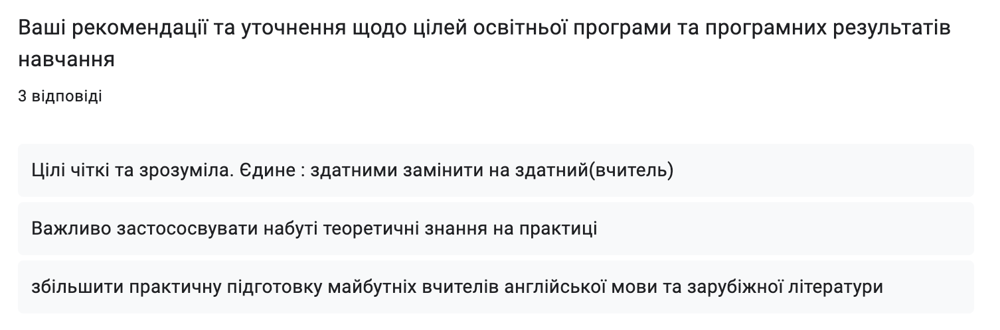 Ваші рекомендації та уточнення щодо цілей освітньої програми та програмних результатів
навчання
3 відповіді
Цілі чіткі та зрозуміла. Єдине : здатними замінити на здатний(вчитель)
Важливо застососвувати набуті теоретичні знання на практиці
збільшити практичну підготовку майбутніх вчителів англійської мови та зарубіжної літератури